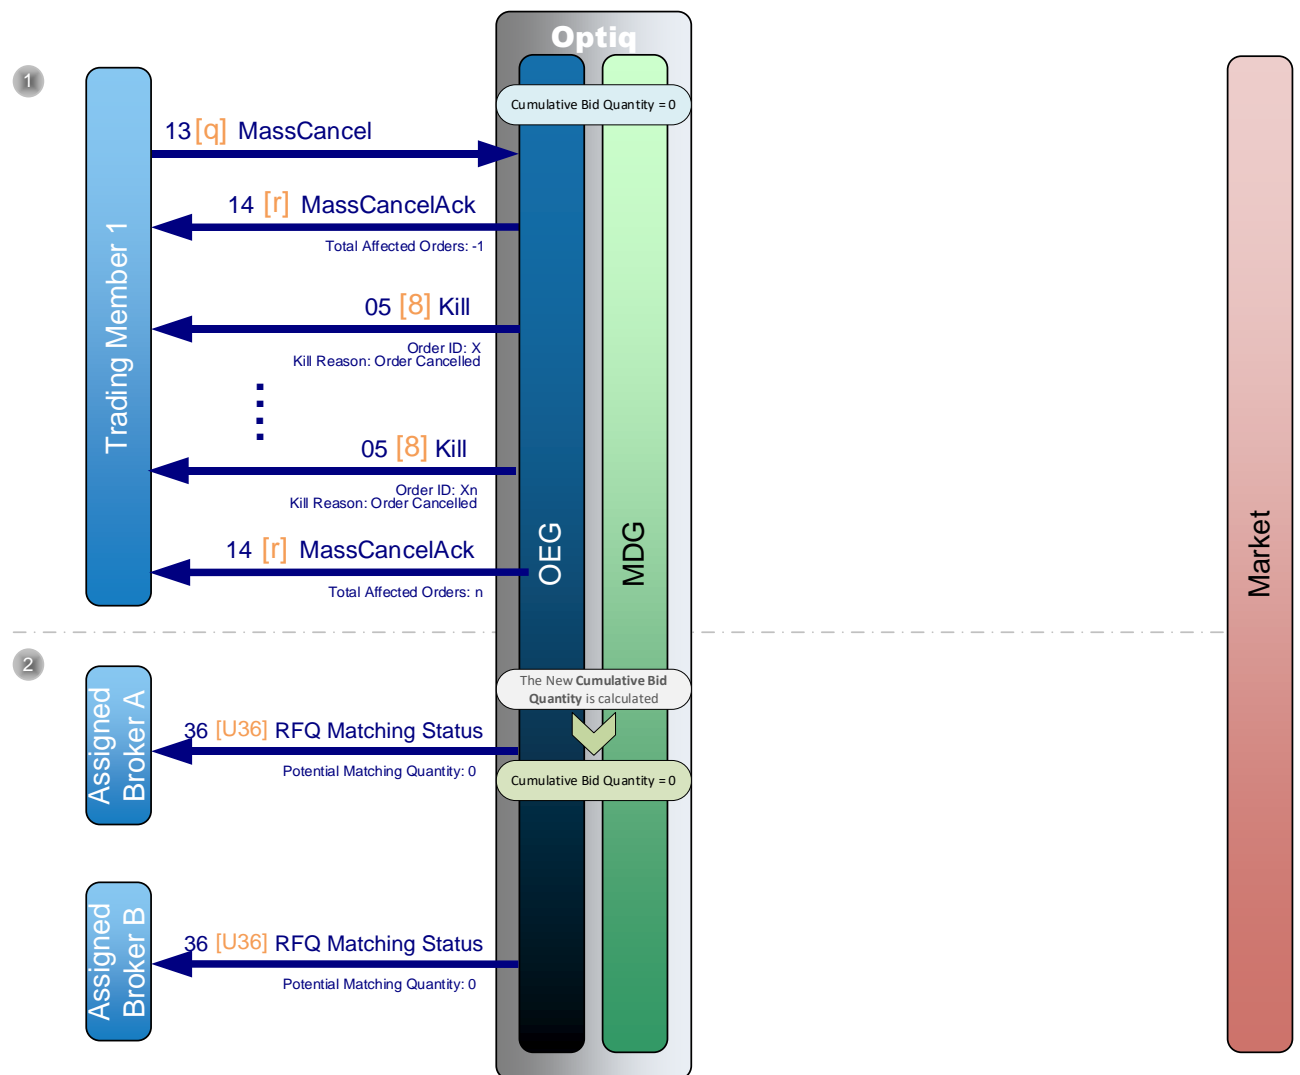 Optiq
1
Cumulative Bid Quantity = 0
13 [q] MassCancel
14 [r] MassCancelAck
Total Affected Orders: -1
05 [8] Kill
Order ID: X
Kill Reason: Order Cancelled
05 [8] Kill
Order ID: Xn
Kill Reason: Order Cancelled
14 [r] MassCancelAck
Total Affected Orders: n
Trading Member 1
OEG
MDG
Market
2
The New Cumulative Bid
Quantity is calculated
36 [U36] RFQ Matching Status
Potential Matching Quantity: 0
Cumulative Bid Quantity = 0
Assigned
Broker A
36 [U36] RFQ Matching Status
Potential Matching Quantity: 0
Assigned
Broker B